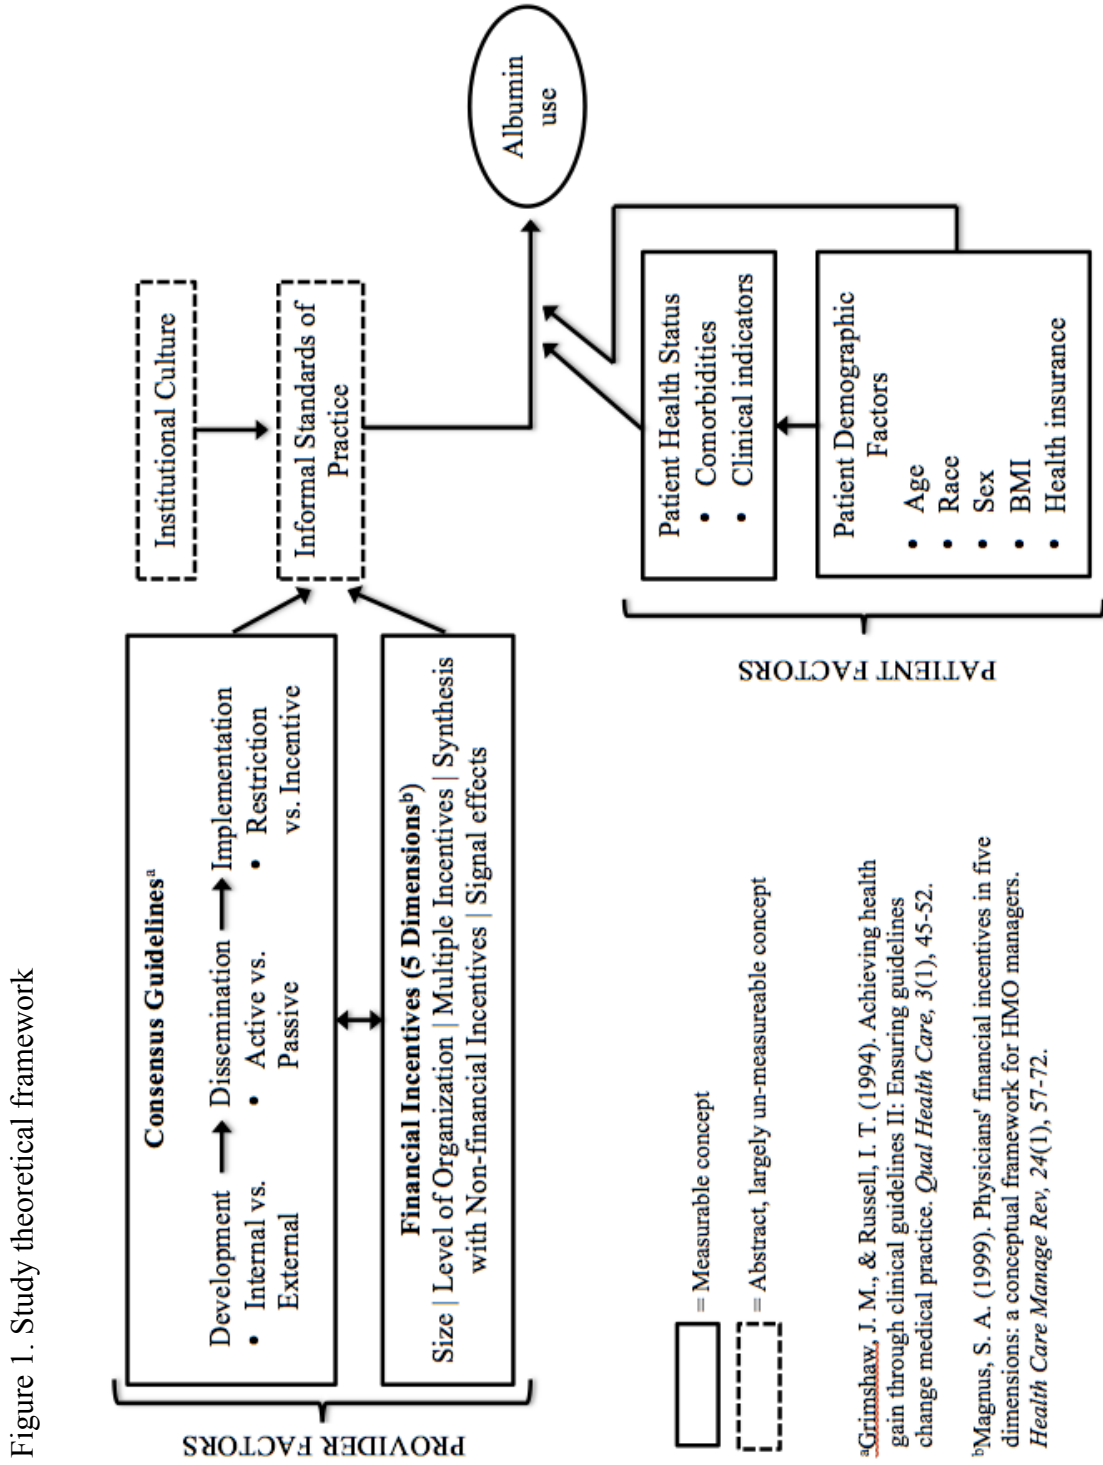 Figure 1. Study theoretical framework
PROVIDER FACTORS
Consensus Guidelinesᵃ
Development
Dissemination
Implementation
• Internal vs.
External
• Active vs.
Passive
• Restriction
vs. Incentive
Financial Incentives (5 Dimensionsᵇ)
Size | Level of Organization | Multiple Incentives | Synthesis
with Non-financial Incentives | Signal effects
Institutional Culture
Informal Standards of
Practice
Albumin
use
PATIENT FACTORS
Patient Health Status
• Comorbidities
• Clinical indicators
Patient Demographic
Factors
• Age
• Race
• Sex
• BMI
• Health insurance
= Measurable concept
= Abstract, largely un-measureable concept
ᵃGrimshaw, J. M., & Russell, I. T. (1994). Achieving health
gain through clinical guidelines II: Ensuring guidelines
change medical practice. Qual Health Care, 3(1), 45-52.
ᵇMagnus, S. A. (1999). Physicians' financial incentives in five
dimensions: a conceptual framework for HMO managers.
Health Care Manage Rev, 24(1), 57-72.